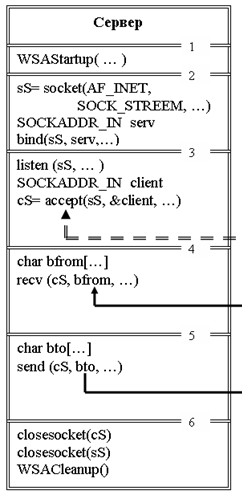 Сервер
1
WSAStartup( … )
2
sS= socket(AF_INET,
SOCK_STREEM, …)
SOCKADDR_IN serv
bind(sS, serv,…)
3
listen (sS, … )
SOCKADDR_IN client
cS= accept(sS, &client, …)
4
char bfrom[…]
recv (cS, bfrom, …)
5
char bto[…]
send (cS, bto, …)
6
closesocket(cS)
closesocket(sS)
WSACleanup()